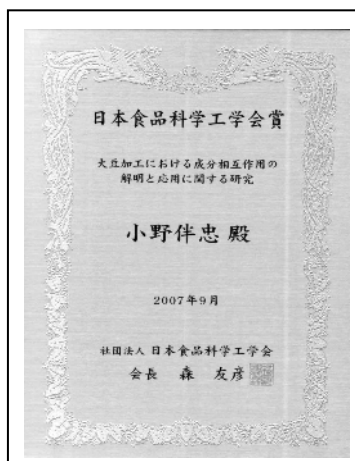 日本食品科学工学会賞
大豆加工における成分相互作用の
解明と応用に関する研究
小野伴忠 殿
2007年9月
社団法人 日本食品科学工学会
会長 森 友彦